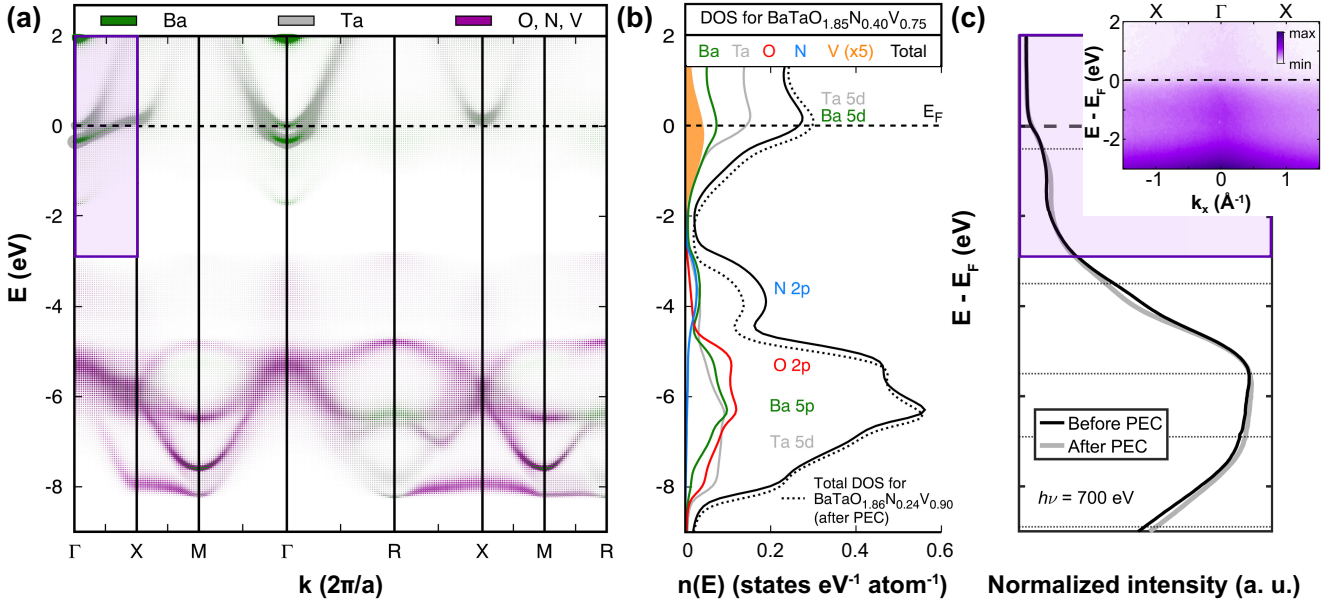 (a)
Ba
Ta
O, N, V
E (eV)
2
0
-2
-4
-6
-8
Γ
X
M
Γ
R
X
M
R
k (2π/a)
(b)
DOS for BaTaO1.85N0.40V0.75
Ba Ta O N V (x5) Total
Ta 5d
Ba 5d
EF
N 2p
O 2p
Ba 5p
Ta 5d
Total DOS for
BaTaO1.86N0.24V0.90
(after PEC)
2
0
-2
-4
-6
-8
0
0.2
0.4
0.6
n(E) (states eV⁻¹ atom⁻¹)
(c)
E - EF (eV)
X
Γ
X
max
min
E - EF (eV)
0
-2
-1
0
1
kx (Å⁻¹)
Before PEC
After PEC
hν = 700 eV
Normalized intensity (a. u.)